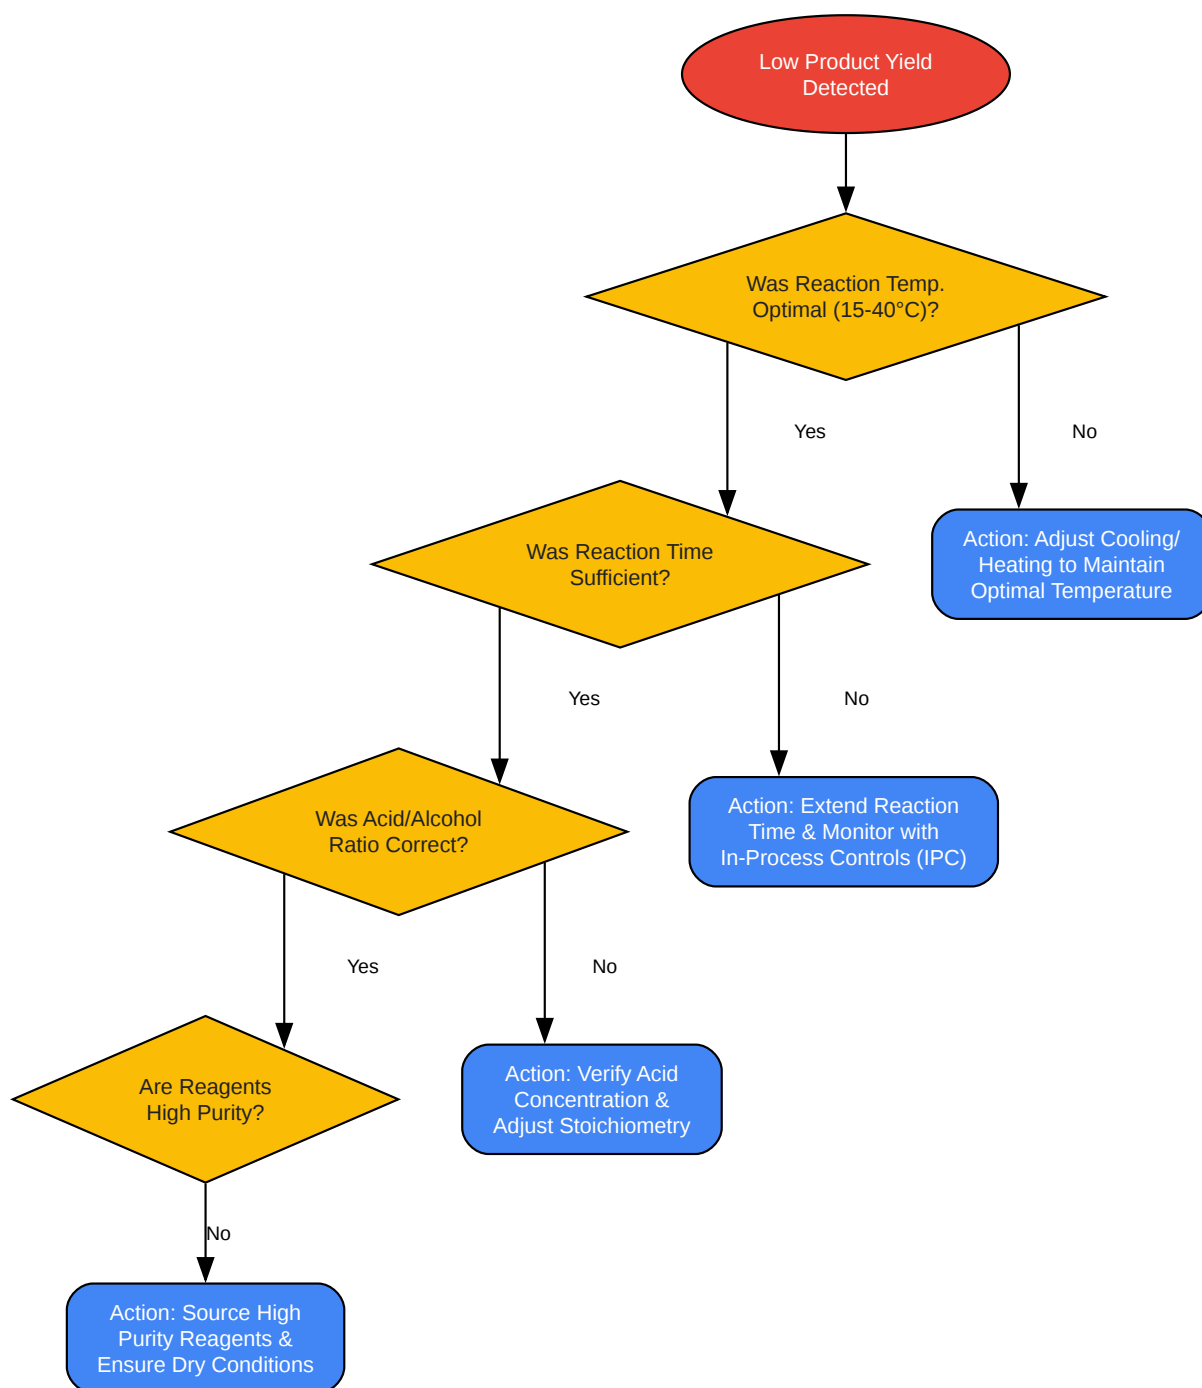 Low Product Yield
Detected
Was Reaction Temp.
Optimal (15-40°C)?
Yes
No
Was Reaction Time
Sufficient?
Action: Adjust Cooling/
Heating to Maintain
Optimal Temperature
Yes
No
Was Acid/Alcohol
Ratio Correct?
Action: Extend Reaction
Time & Monitor with
In-Process Controls (IPC)
Yes
No
Are Reagents
High Purity?
Action: Verify Acid
Concentration &
Adjust Stoichiometry
No
Action: Source High
Purity Reagents &
Ensure Dry Conditions